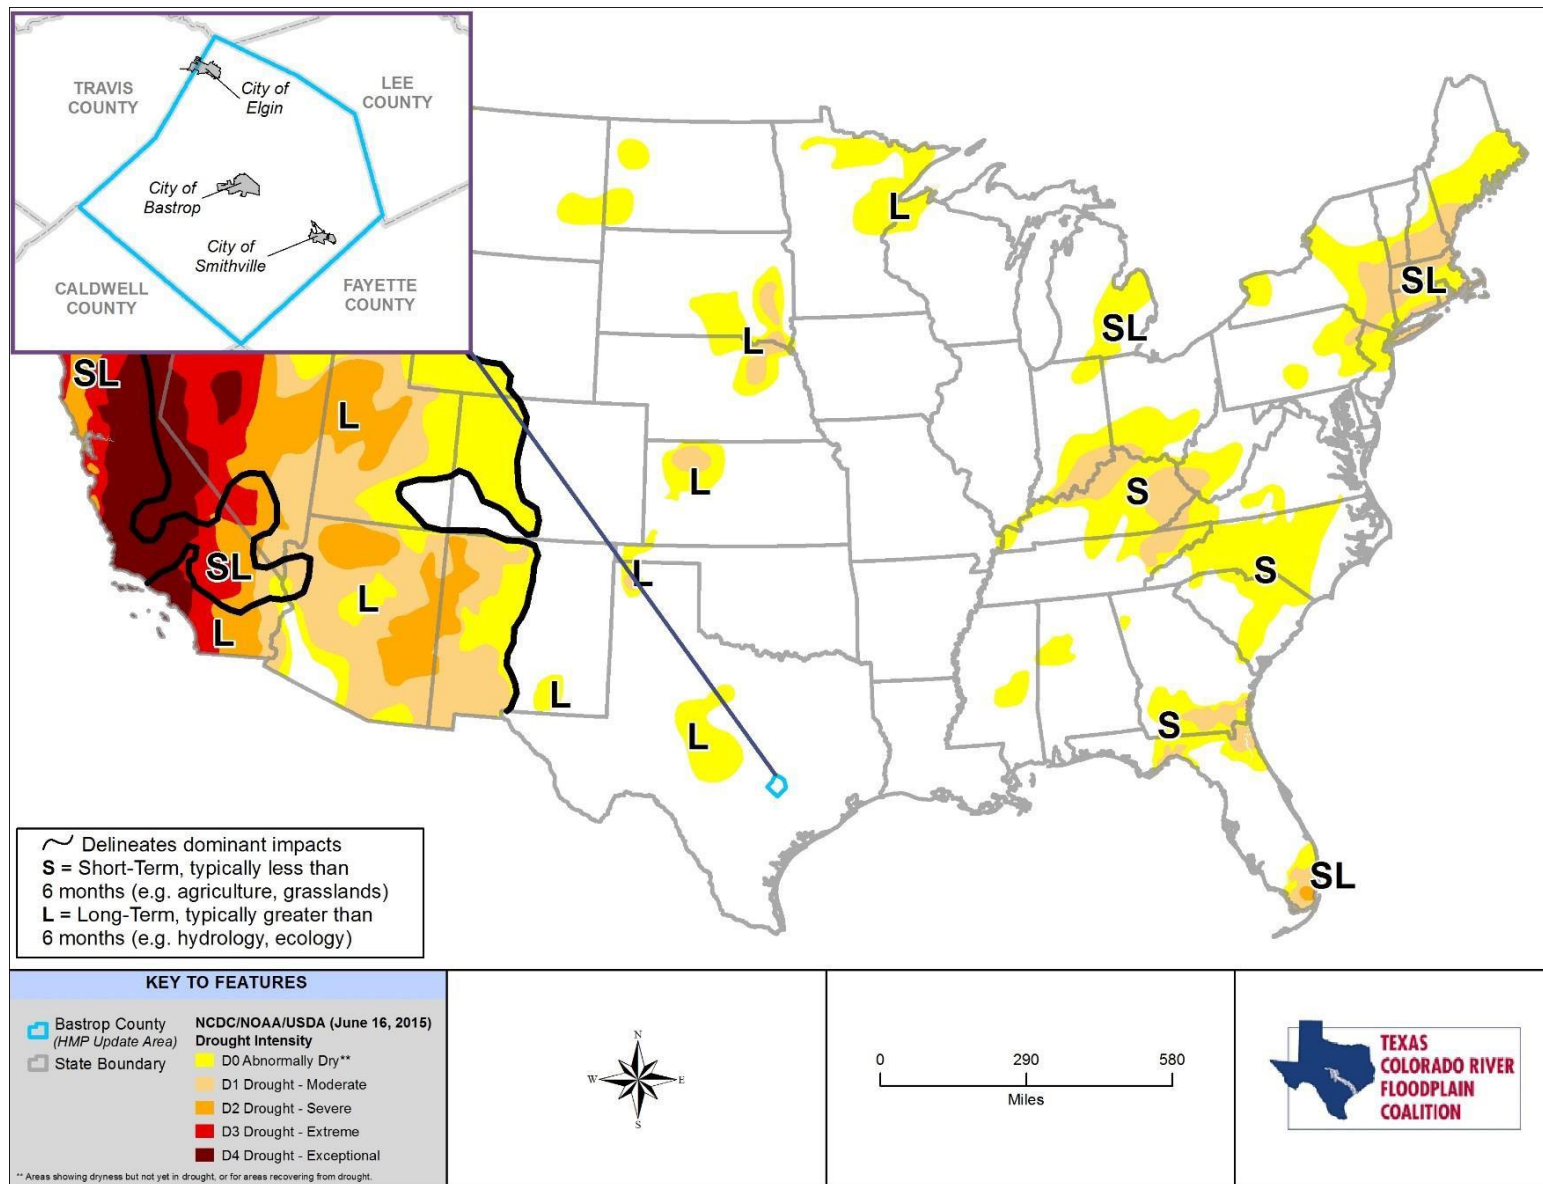 TRAVIS
COUNTY
LEE
COUNTY
City of
Elgin
City of
Bastrop
City of
Smithville
CALDWELL
COUNTY
FAYETTE
COUNTY
L
SL
SL
SL
L
L
L
S
SL
L
L
S
L
L
L
S
L
SL
Delineates dominant impacts
S = Short-Term, typically less than
6 months (e.g. agriculture, grasslands)
L = Long-Term, typically greater than
6 months (e.g. hydrology, ecology)
KEY TO FEATURES
Bastrop County
(HMP Update Area)
State Boundary
NCDC/NOAA/USDA (June 16, 2015)
Drought Intensity
D0 Abnormally Dry**
D1 Drought - Moderate
D2 Drought - Severe
D3 Drought - Extreme
D4 Drought - Exceptional
** Areas showing dryness but not yet in drought, or for areas recovering from drought.
N
W E
S
0 290 580
Miles
TEXAS
COLORADO RIVER
FLOODPLAIN
COALITION